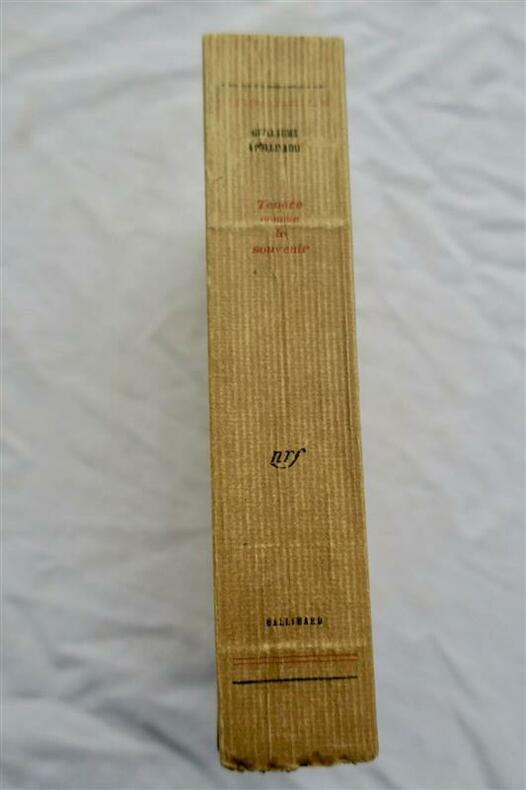 GUILLAUME
APOLLINAIRE
Tendre
comme
le
souvenir
nrf
GALLIMARD